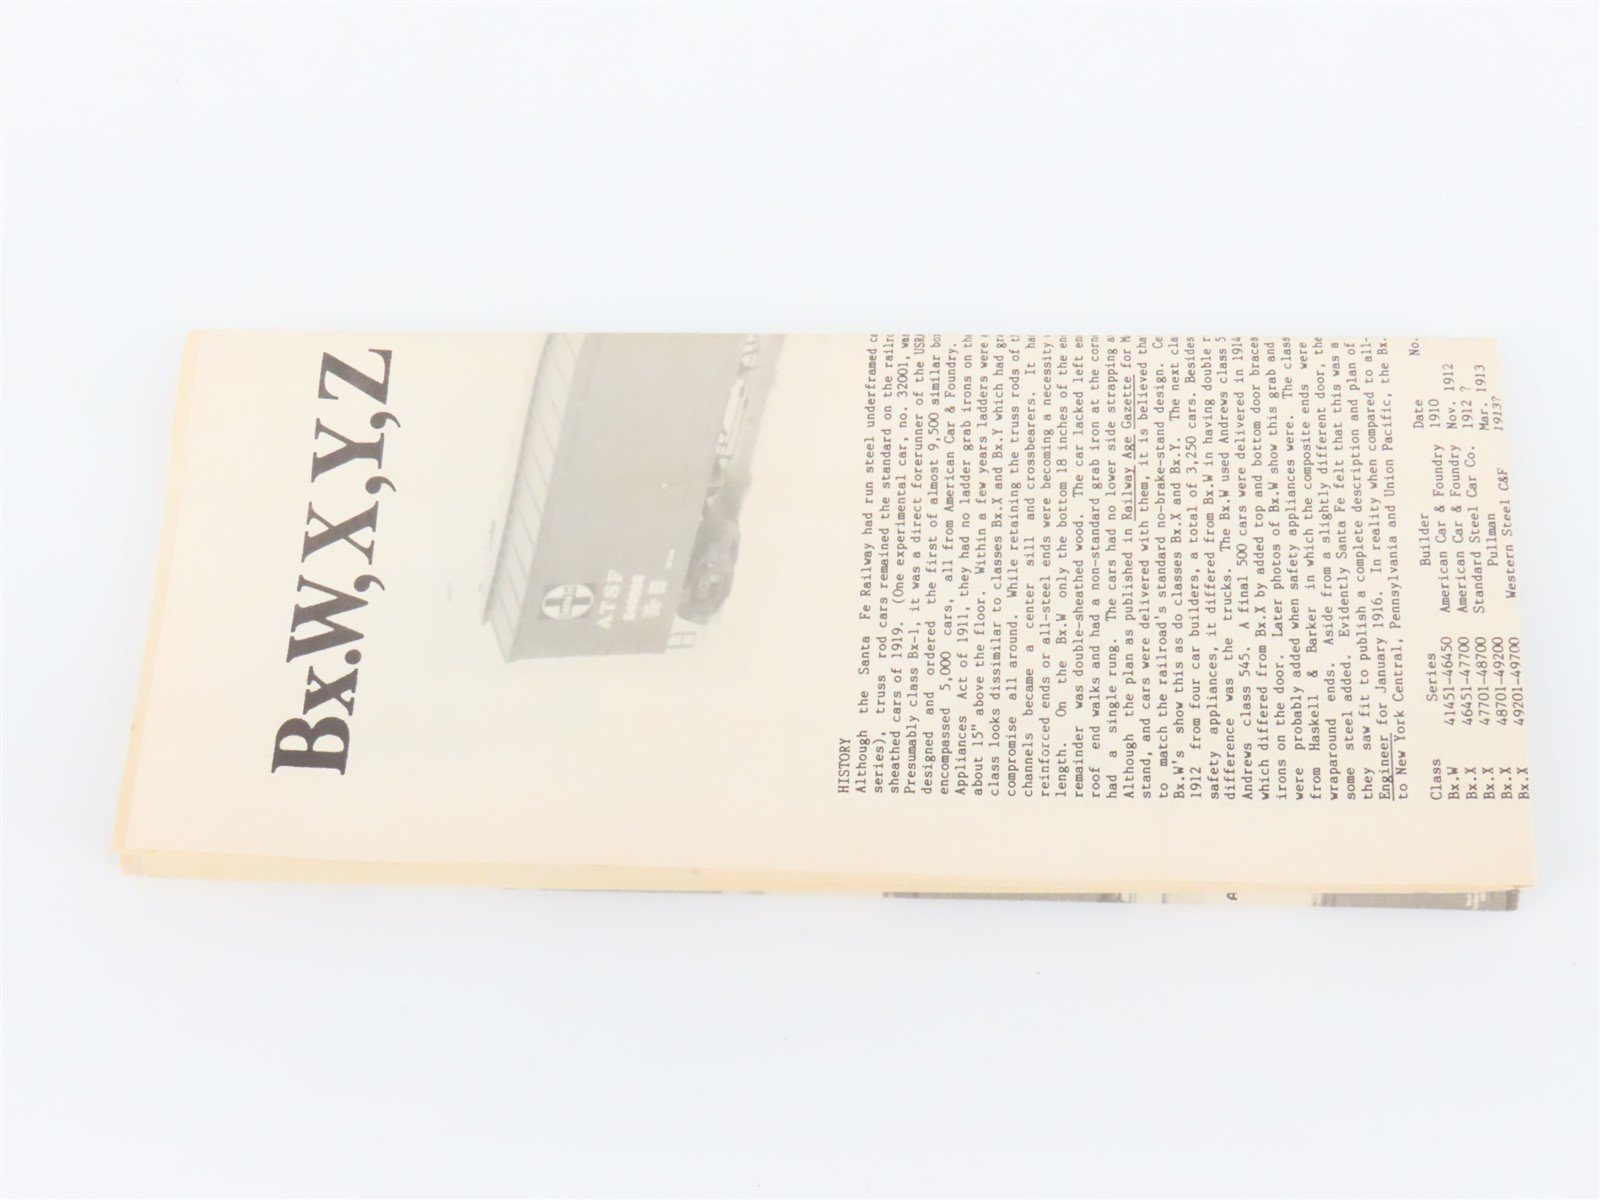 Bx.W,X,Y,Z
AT&SF
HISTORY
Although the Santa Fe Railway had run steel underframed
series), truss rod cars remained the standard on the railro
sheathed cars of 1919. (One experimental car, no. 32001, was
Presumably class Bx-1, it was a direct forerunner of the USRA
designed and ordered the first of almost 9,500 similar box
encompassed 5,000 cars, all from American Car & Foundry.
Appliances Act of 1911, they had no ladder grab irons on the
about 15" above the floor. Within a few years ladders were
class looks dissimilar to classes Bx.X and Bx.Y which had gr
compromise all around. While retaining the truss rods of th
channels became a center sill and crossbearers. It had
reinforced ends or all-steel ends were becoming a necessity
length. On the Bx.W only the bottom 18 inches of the end
remainder was double-sheathed wood. The car lacked left end
roof end walks and had a non-standard grab iron at the corn
had a single rung. The cars had no lower side strapping a
Although the plan as published in Railway Age Gazette for M
stand, and cars were delivered with them, it is believed tha
to match the railroad's standard no-brake-stand design. Ce
Bx.W's show this as do classes Bx.X and Bx.Y. The next cla
1912 from four car builders, a total of 3,250 cars. Besides
safety appliances, it differed from Bx.W in having double r
difference was the trucks. The Bx.W used Andrews class 5
Andrews class 545. A final 500 cars were delivered in 1914
which differed from Bx.X by added top and bottom door braces
irons on the door. Later photos of Bx.W show this grab and
were probably added when safety appliances were. The class
from Haskell & Barker in which the composite ends were
wraparound ends. Aside from a slightly different door, the
some steel added. Evidently Santa Fe felt that this was a
they saw fit to publish a complete description and plan of
Engineer for January 1916. In reality when compared to all-
to New York Central, Pennsylvania and Union Pacific, the Bx.
Class Series Builder Date No.
Bx.W 41451-46450 American Car & Foundry 1910
Bx.X 46451-47700 American Car & Foundry Nov. 1912
Bx.X 47701-48700 Standard Steel Car Co. 1912 ?
Bx.X 48701-49200 Pullman Mar. 1913
Bx.X 49201-49700 Western Steel C&F 1913?
A